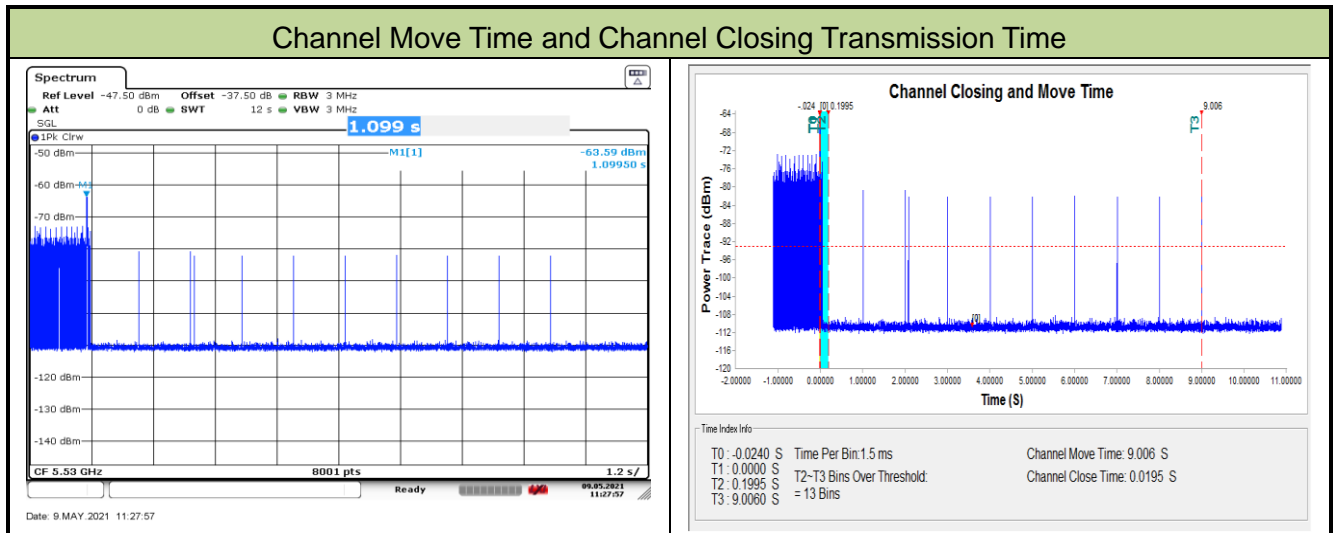 Channel Move Time and Channel Closing Transmission Time
Spectrum
Ref Level -47.50 dBm Offset -37.50 dB RBW 3 MHz
Att 0 dB SWT 12 s VBW 3 MHz
SGL
1.099 s
1Pk Clrw
-50 dBm
M1[1] -63.59 dBm
1.09950 s
-60 dBm
M1
-70 dBm
-120 dBm
-130 dBm
-140 dBm
CF 5.53 GHz 8001 pts 1.2 s/
Ready 09.05.2021
11:27:57
Date: 9.MAY.2021 11:27:57
Channel Closing and Move Time
-.024 [0] 0.1995 9.006
T2 T3
Power Trace (dBm)
-64
-68
-72
-76
-80
-84
-88
-92
-96
-100
-104
-108
-112
-116
-120
[0]
-2.00000 -1.00000 0.00000 1.00000 2.00000 3.00000 4.00000 5.00000 6.00000 7.00000 8.00000 9.00000 10.00000 11.00000
Time (S)
Time Index Info
T0 : -0.0240 S Time Per Bin:1.5 ms Channel Move Time: 9.006 S
T1 : 0.0000 S T2~T3 Bins Over Threshold: Channel Close Time: 0.0195 S
T2 : 0.1995 S = 13 Bins
T3 : 9.0060 S